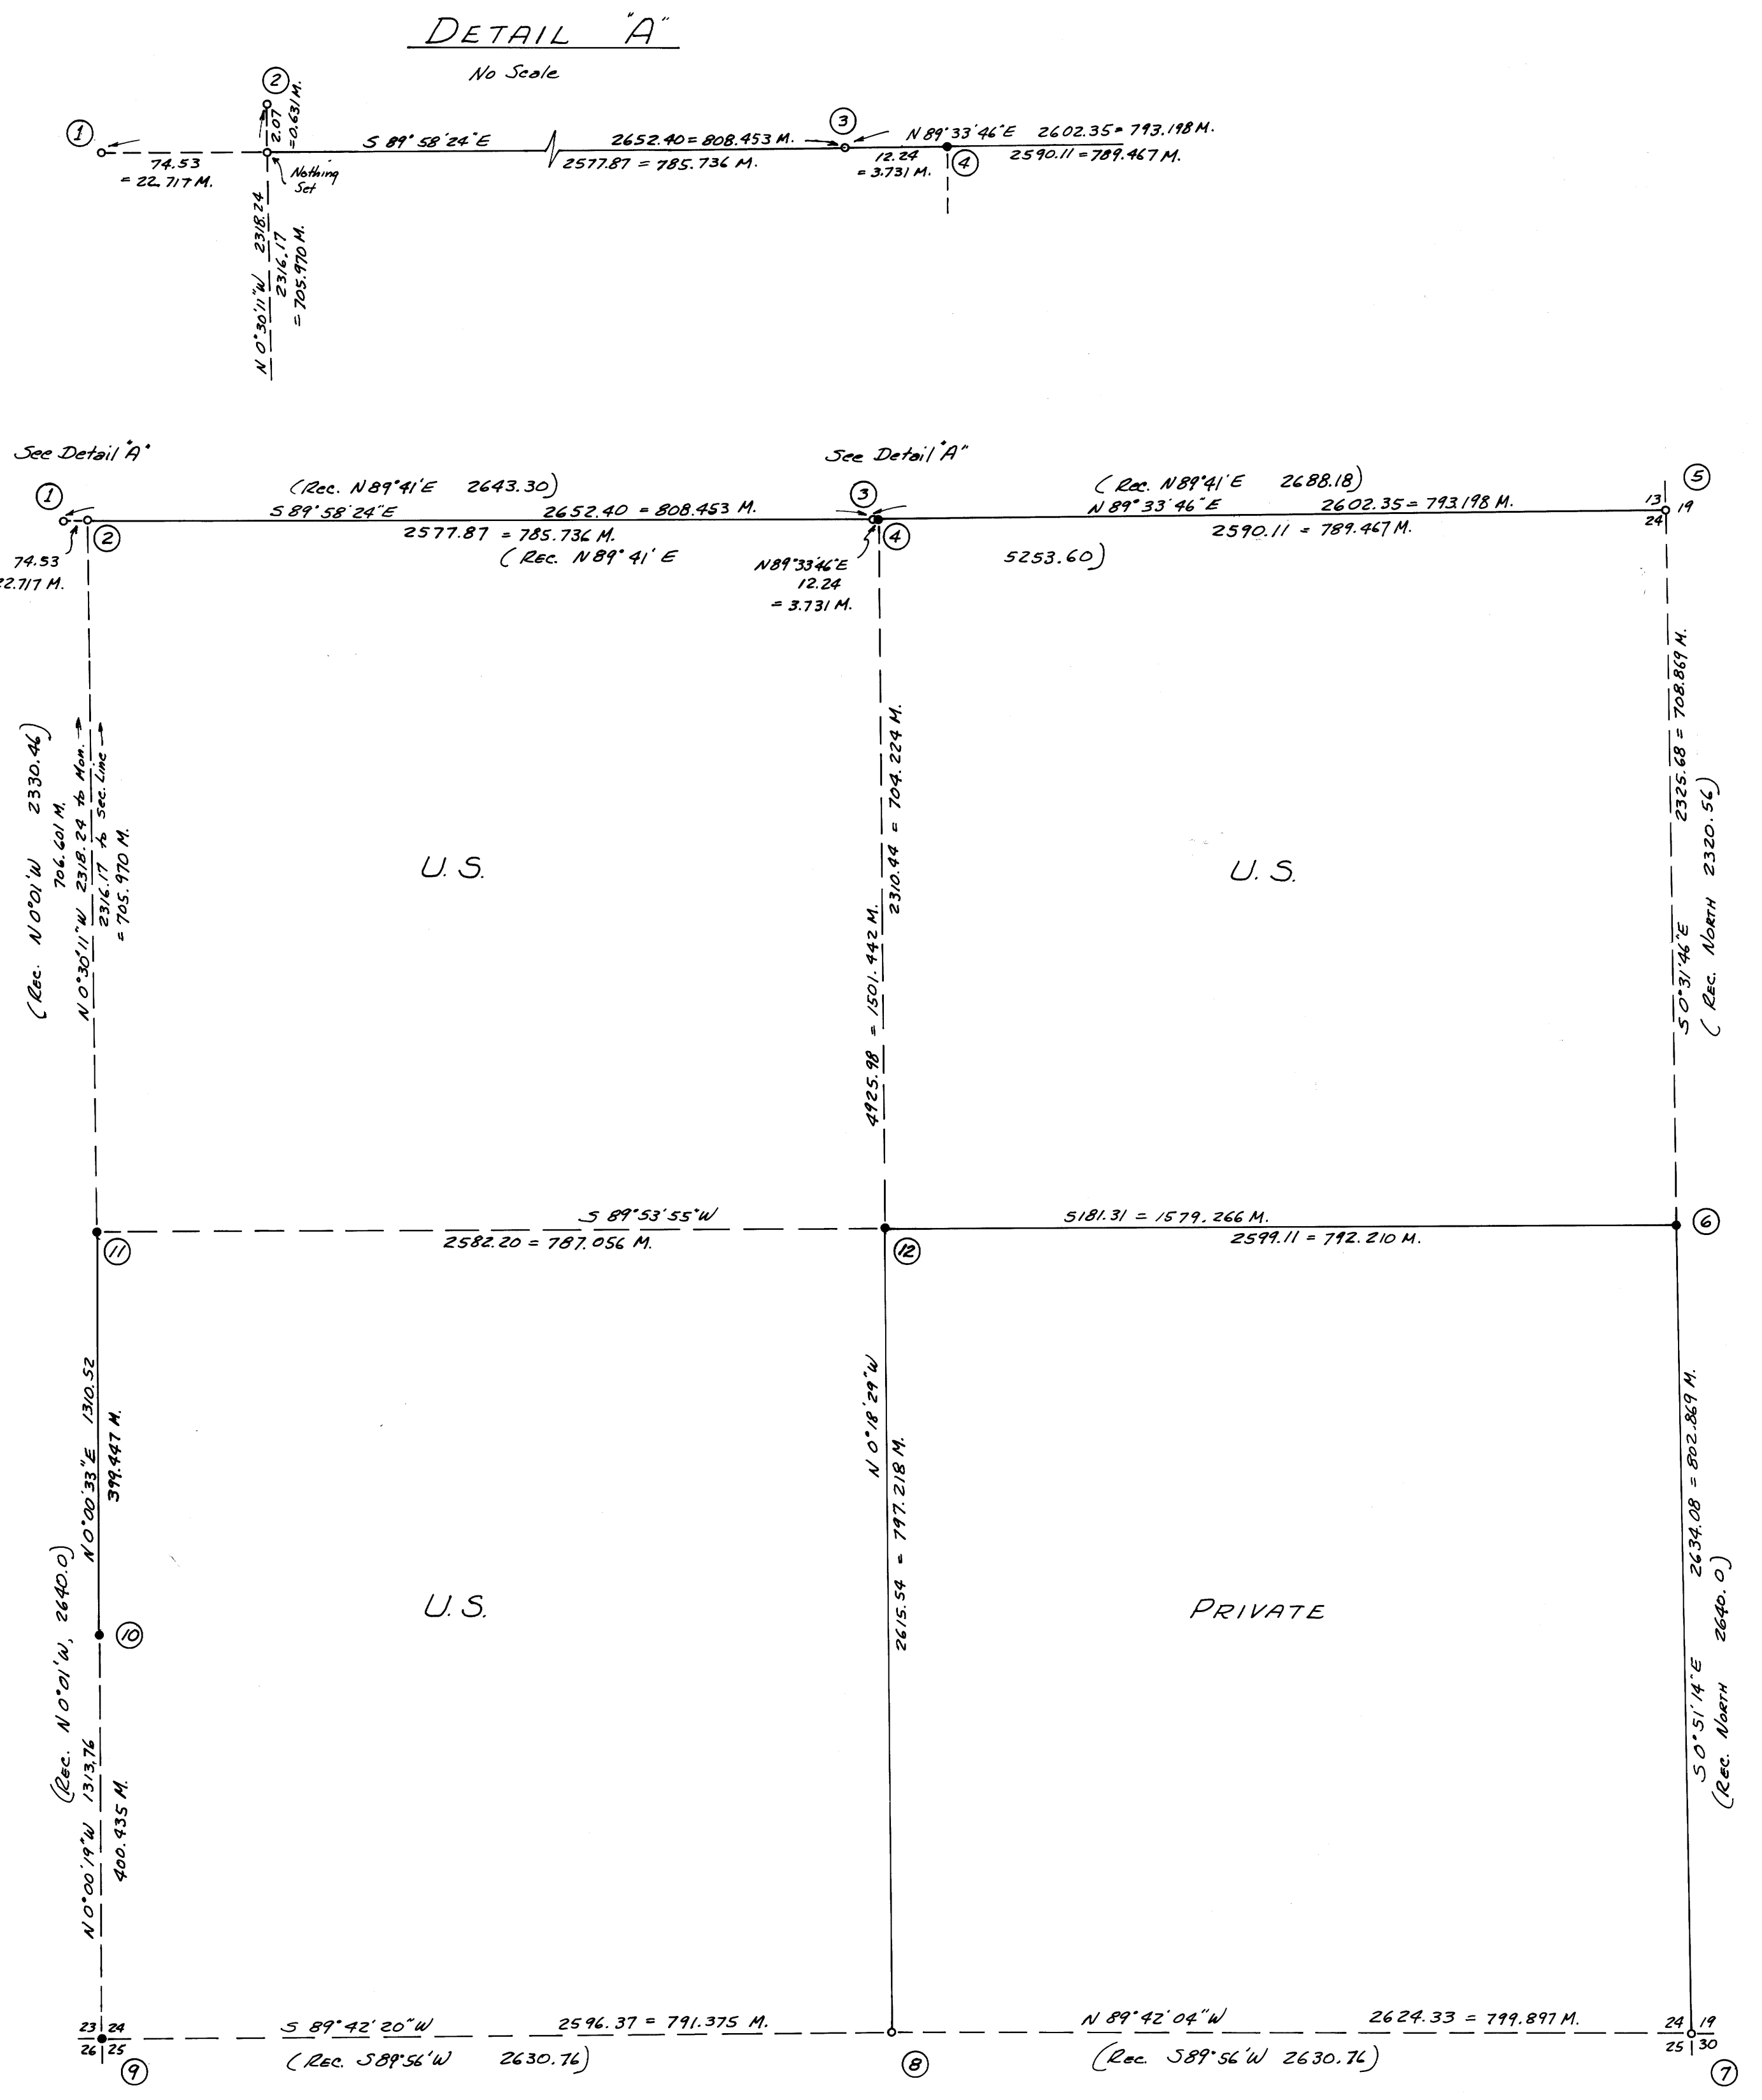 DETAIL "A"
No Scale
②
2.07
=0.631 M.
①
74.53
= 22.717 M.
Nothing
Set
S 89°58'24"E
2652.40 = 808.453 M.
2577.87 = 785.736 M.
③
N 89°33'46"E 2602.35 = 793.198 M.
12.24
= 3.731 M.
④
2590.11 = 789.467 M.
N 0°30'11"W 2318.24
2316.17
= 705.970 M.
See Detail "A"
See Detail "A"
①
(Rec. N89°41'E 2643.30)
S 89°58'24"E 2652.40 = 808.453 M.
②
2577.87 = 785.736 M.
(REC. N89°41'E 5253.60)
74.53
22.717 M.
③
④
N89°33'46"E
12.24
= 3.731 M.
(Rec. N89°41'E 2688.18)
N 89°33'46"E 2602.35 = 793.198 M.
2590.11 = 789.467 M.
⑤
13
24
19
(Rec. N0°01'W 2330.46)
706.601 M.
N 0°30'11"W 2318.24 to Mon.
2316.17 to Sec. Line
= 705.970 M.
U.S.
4925.98 = 1501.442 M.
2310.44 = 704.224 M.
U.S.
S 0°31'46"E 2325.68 = 708.869 M.
(REC. NORTH 2320.56)
S 89°53'55"W
2582.20 = 787.056 M.
5181.31 = 1579.266 M.
2599.11 = 792.210 M.
⑥
⑪
⑫
N 0°00'33"E 1310.52
399.447 M.
(REC. N0°01'W, 2640.0)
⑩
N 0°00'19"W 1313.76
400.435 M.
U.S.
N 0°18'29"W
2615.54 = 797.218 M.
PRIVATE
S 0°51'14"E 2634.08 = 802.869 M.
(REC. NORTH 2640.0)
23 24
26 25
⑨
S 89°42'20"W 2596.37 = 791.375 M.
(REC. S89°56'W 2630.76)
⑧
N 89°42'04"W 2624.33 = 799.897 M.
(REC. S89°56'W 2630.76)
24 19
25 30
⑦